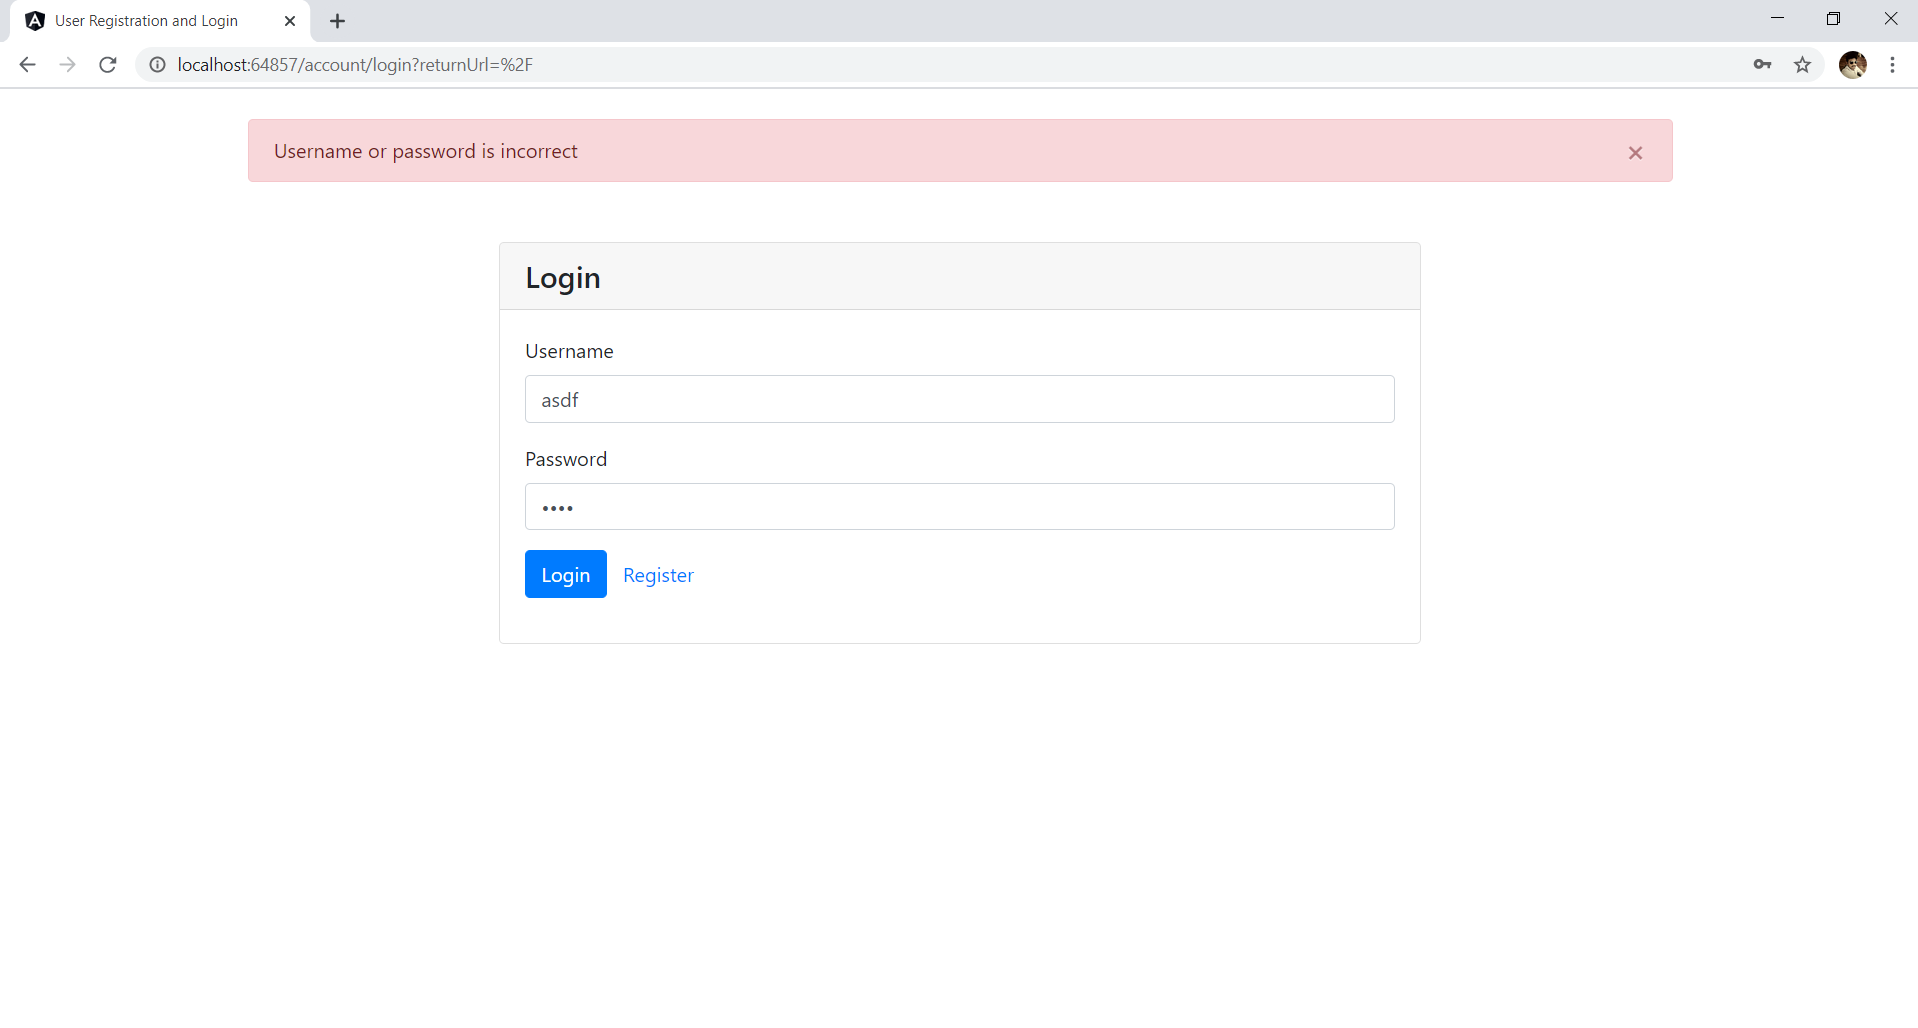 User Registration and Login
localhost:64857/account/login?returnUrl=%2F
Username or password is incorrect
Login
Username
asdf
Password
••••
Login Register